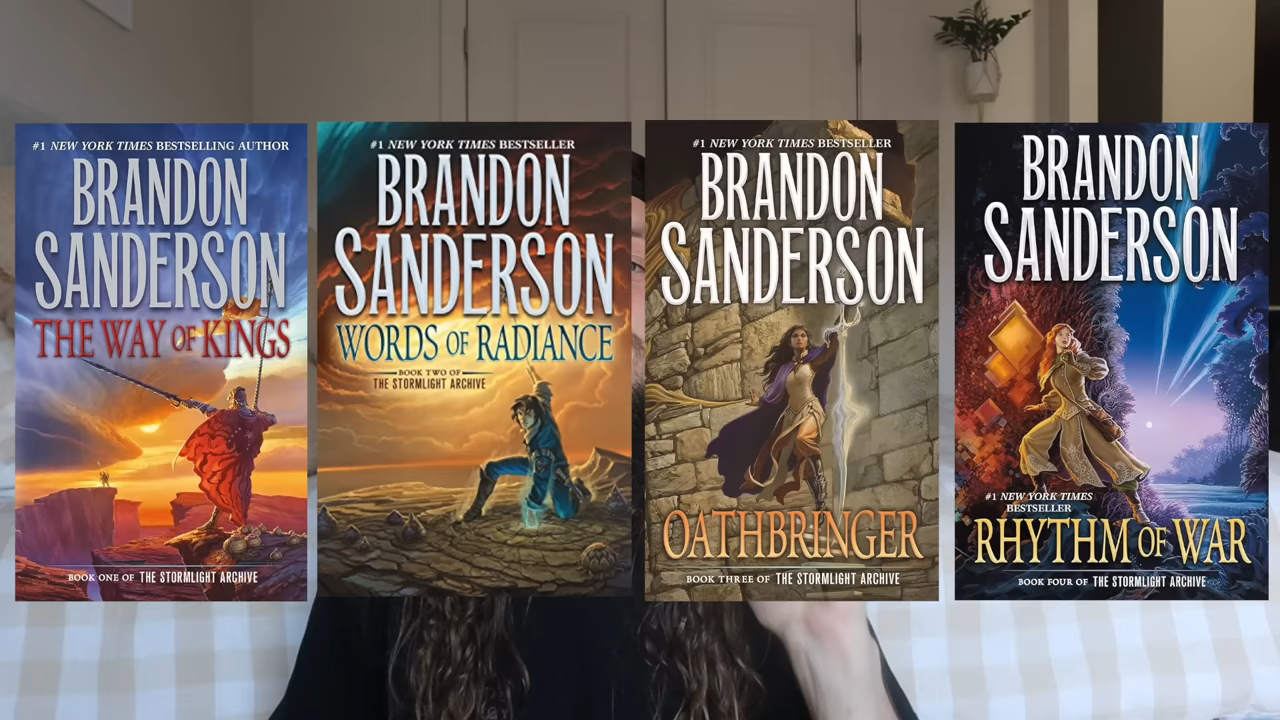 #1 NEW YORK TIMES BESTSELLING AUTHOR
BRANDON
SANDERSON
THE WAY OF KINGS
BOOK ONE OF THE STORMLIGHT ARCHIVE
#1 NEW YORK TIMES BESTSELLER
BRANDON
SANDERSON
WORDS OF RADIANCE
BOOK TWO OF
THE STORMLIGHT ARCHIVE
#1 NEW YORK TIMES BESTSELLER
BRANDON
SANDERSON
OATHBRINGER
BOOK THREE OF THE STORMLIGHT ARCHIVE
BRANDON
SANDERSON
#1 NEW YORK TIMES
BESTSELLER
RHYTHM OF WAR
BOOK FOUR OF THE STORMLIGHT ARCHIVE